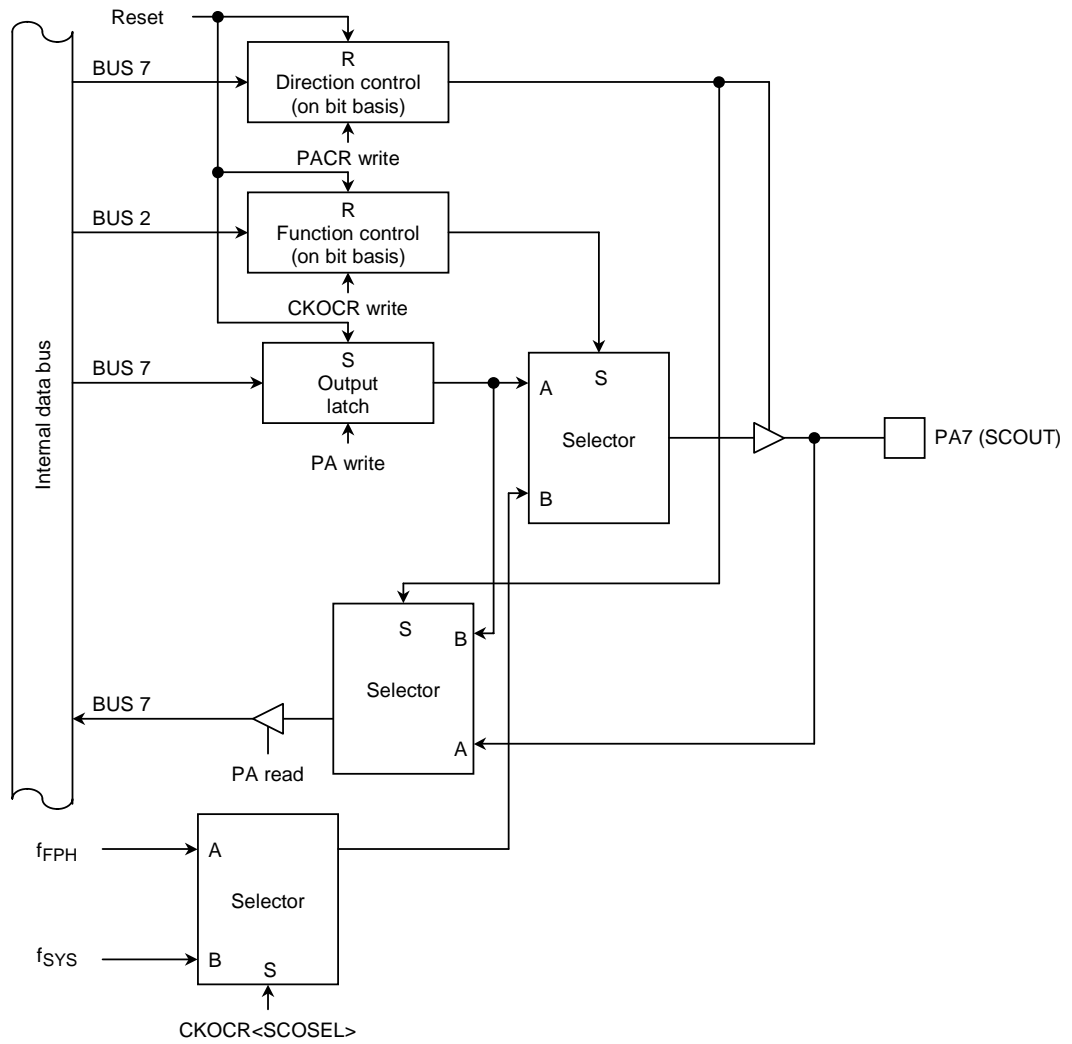 Reset
BUS 7
R
Direction control
(on bit basis)
PACR write
BUS 2
R
Function control
(on bit basis)
CKOCR write
BUS 7
S
Output
latch
PA write
A
S
Selector
B
PA7 (SCOUT)
Internal data bus
S
B
Selector
A
BUS 7
PA read
fFPH
A
Selector
fSYS
B
S
CKOCR<SCOSEL>